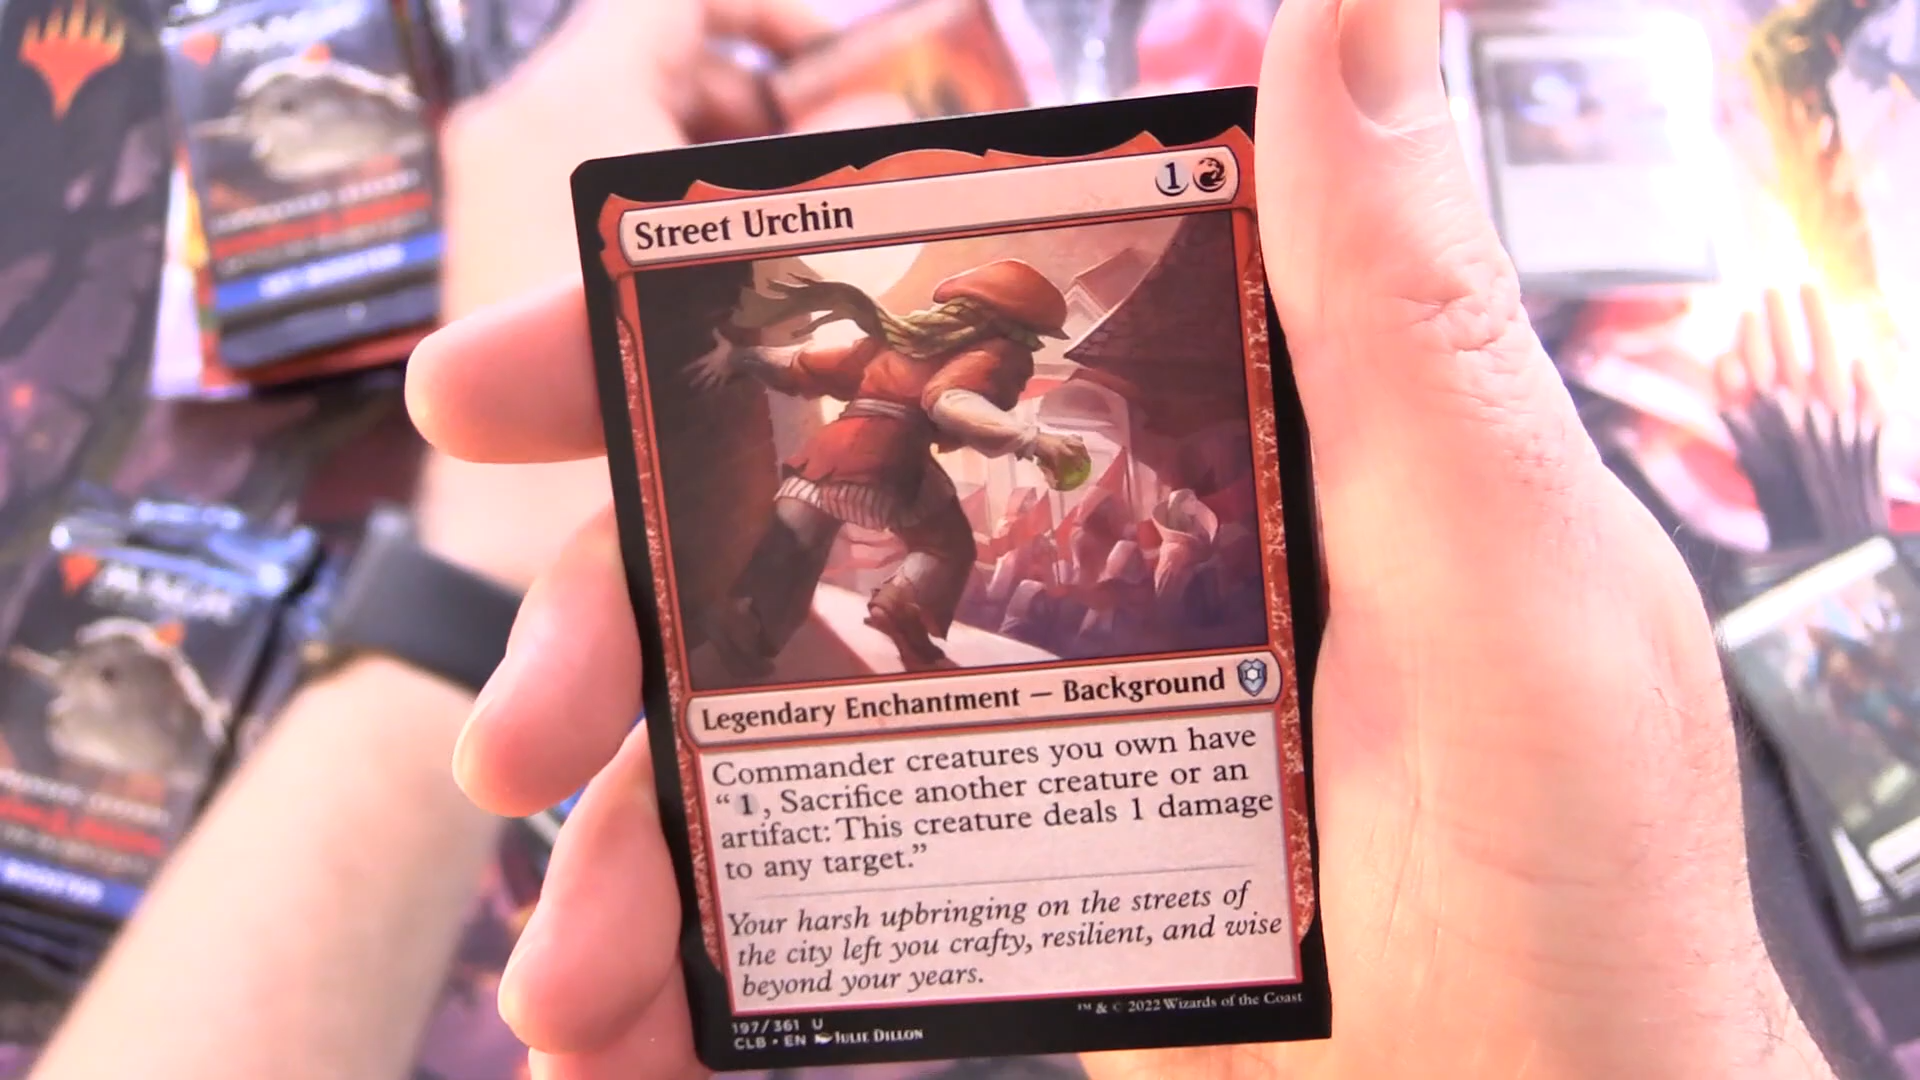 Street Urchin 1
Legendary Enchantment — Background
Commander creatures you own have
“1, Sacrifice another creature or an
artifact: This creature deals 1 damage
to any target.”
Your harsh upbringing on the streets of
the city left you crafty, resilient, and wise
beyond your years.
197/361 U
CLB • EN Julie Dillon
™ & © 2022 Wizards of the Coast